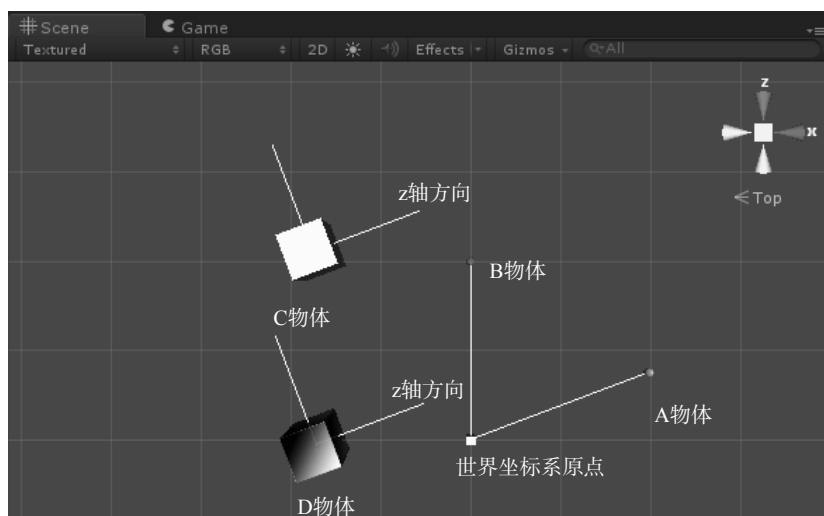 Scene Game
Textured RGB 2D Effects Gizmos All
z
x
Top
z轴方向
B物体
C物体
z轴方向
A物体
世界坐标系原点
D物体